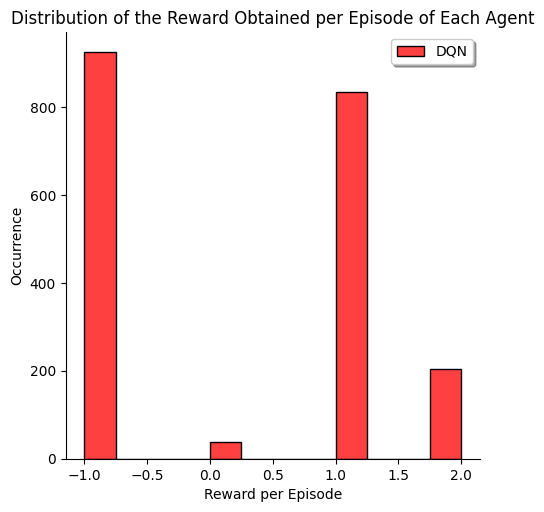 Distribution of the Reward Obtained per Episode of Each Agent
DQN
800
600
400
200
0
Occurrence
−1.0 −0.5 0.0 0.5 1.0 1.5 2.0
Reward per Episode